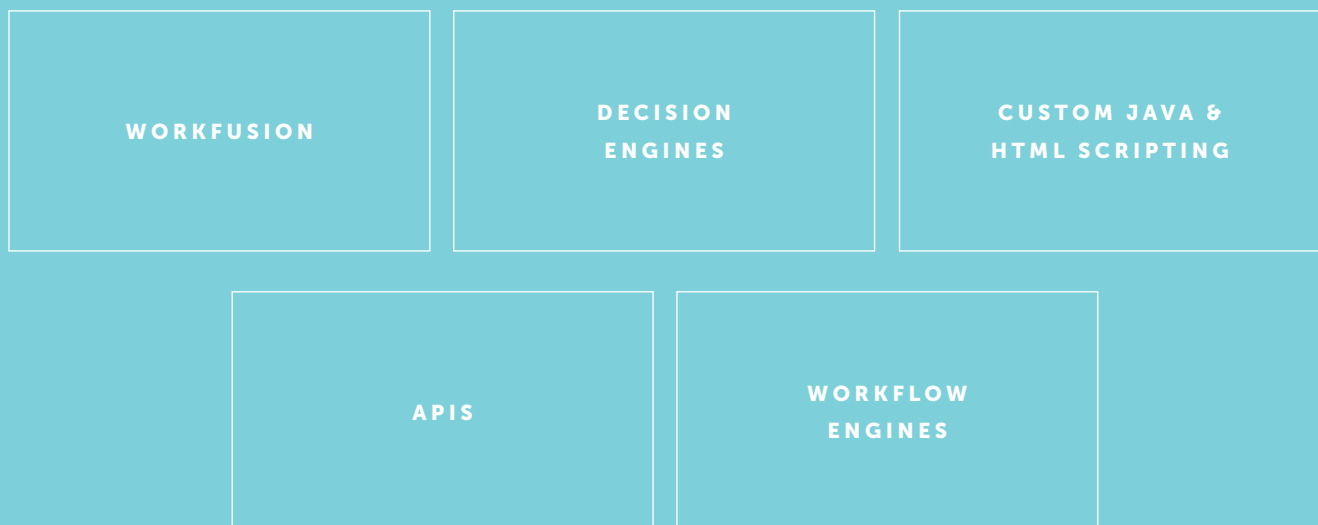 WORKFUSION
DECISION
ENGINES
CUSTOM JAVA &
HTML SCRIPTING
APIS
WORKFLOW
ENGINES